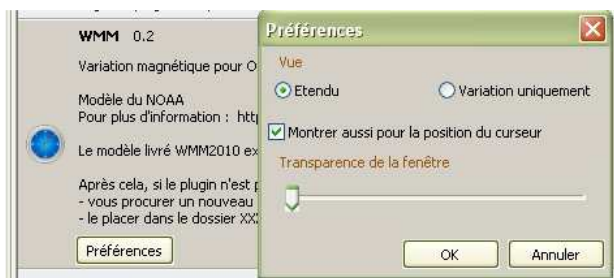 WMM 0.2
Variation magnétique pour O
Modèle du NOAA
Pour plus d'information : http
Le modèle livré WMM2010 ex
Après cela, si le plugin n'est p
- vous procurer un nouveau
- le placer dans le dossier XX
Préférences
Préférences
Vue
Etendu
Variation uniquement
Montrer aussi pour la position du curseur
Transparence de la fenêtre
OK
Annuler